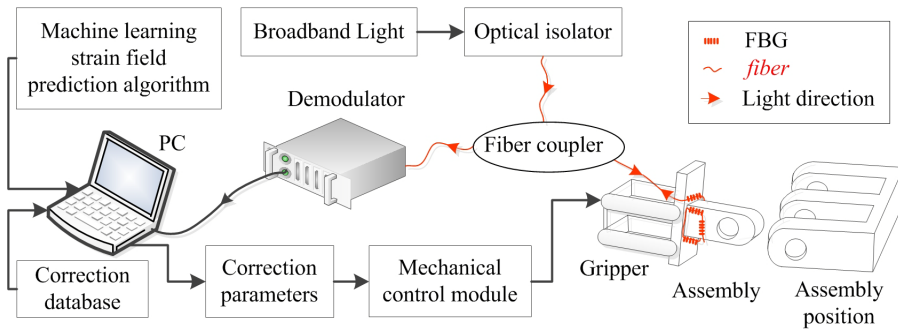 Machine learning
strain field
prediction algorithm
Broadband Light
Optical isolator
FBG
fiber
Light direction
Demodulator
PC
Fiber coupler
Gripper
Assembly
Assembly
position
Correction
database
Correction
parameters
Mechanical
control module